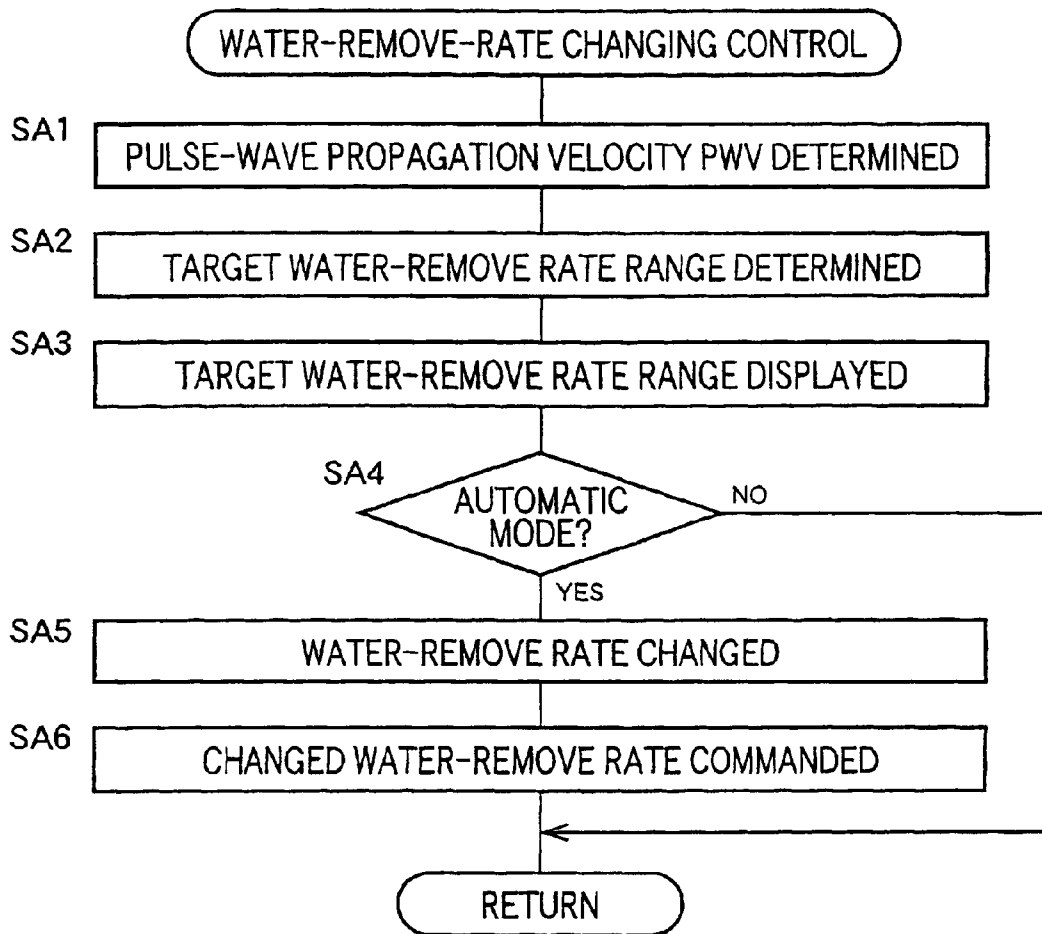 WATER-REMOVE-RATE CHANGING CONTROL
SA1
PULSE-WAVE PROPAGATION VELOCITY PWV DETERMINED
SA2
TARGET WATER-REMOVE RATE RANGE DETERMINED
SA3
TARGET WATER-REMOVE RATE RANGE DISPLAYED
SA4
AUTOMATIC
MODE?
NO
YES
SA5
WATER-REMOVE RATE CHANGED
SA6
CHANGED WATER-REMOVE RATE COMMANDED
RETURN